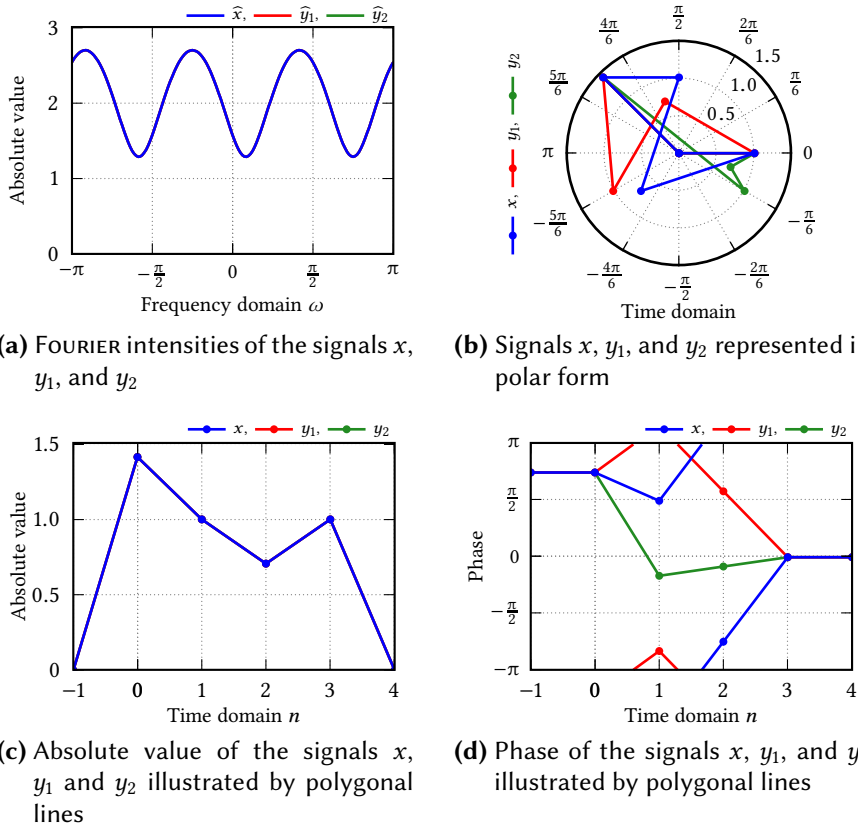 x̂, ŷ₁, ŷ₂
3
2
1
0
Absolute value
−π
−π/2
0
π/2
π
Frequency domain ω
(a) Fourier intensities of the signals x,
y₁, and y₂
x, y₁, y₂
4π/6
π/2
2π/6
5π/6
π/6
π
0
−5π/6
−π/6
−4π/6
−π/2
−2π/6
1.5
1.0
0.5
Time domain
(b) Signals x, y₁, and y₂ represented i
polar form
x, y₁, y₂
1.5
1.0
0.5
0
Absolute value
−1 0 1 2 3 4
Time domain n
(c) Absolute value of the signals x,
y₁ and y₂ illustrated by polygonal
lines
x, y₁, y₂
π
π/2
0
−π/2
−π
Phase
−1 0 1 2 3 4
Time domain n
(d) Phase of the signals x, y₁, and y
illustrated by polygonal lines